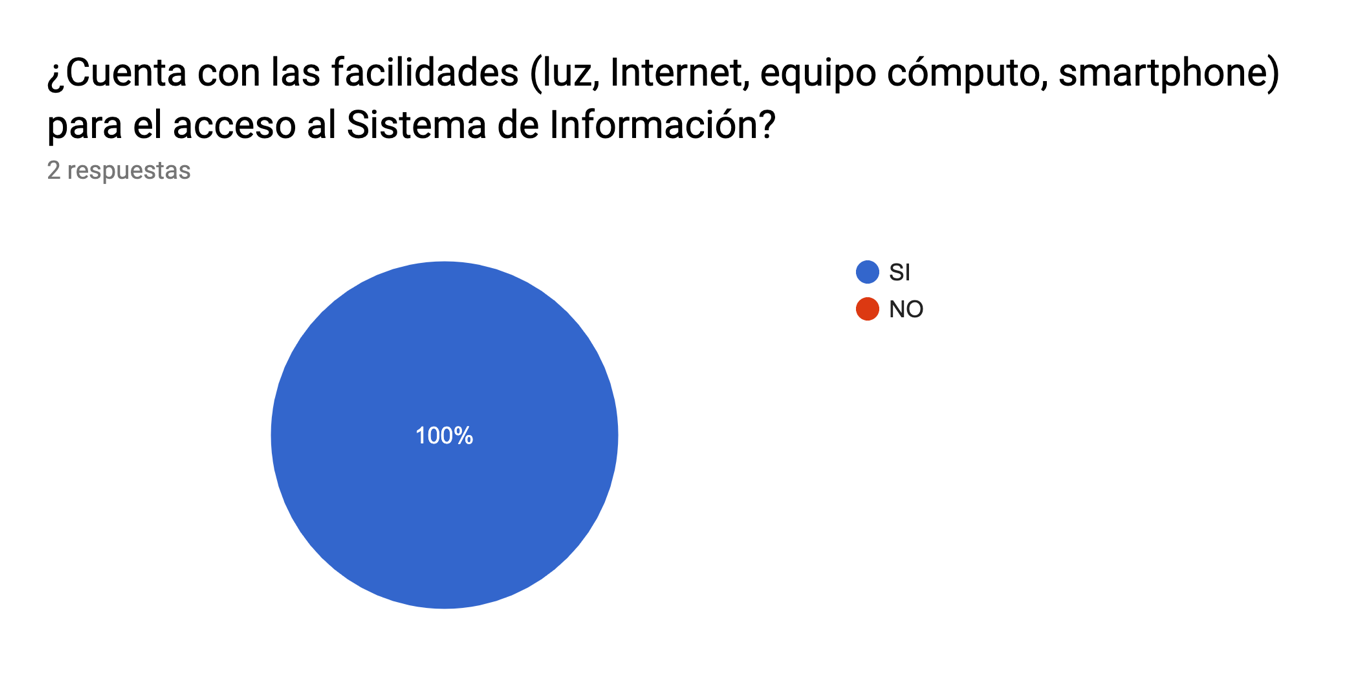 ¿Cuenta con las facilidades (luz, Internet, equipo cómputo, smartphone)
para el acceso al Sistema de Información?
2 respuestas
SI
NO
100%